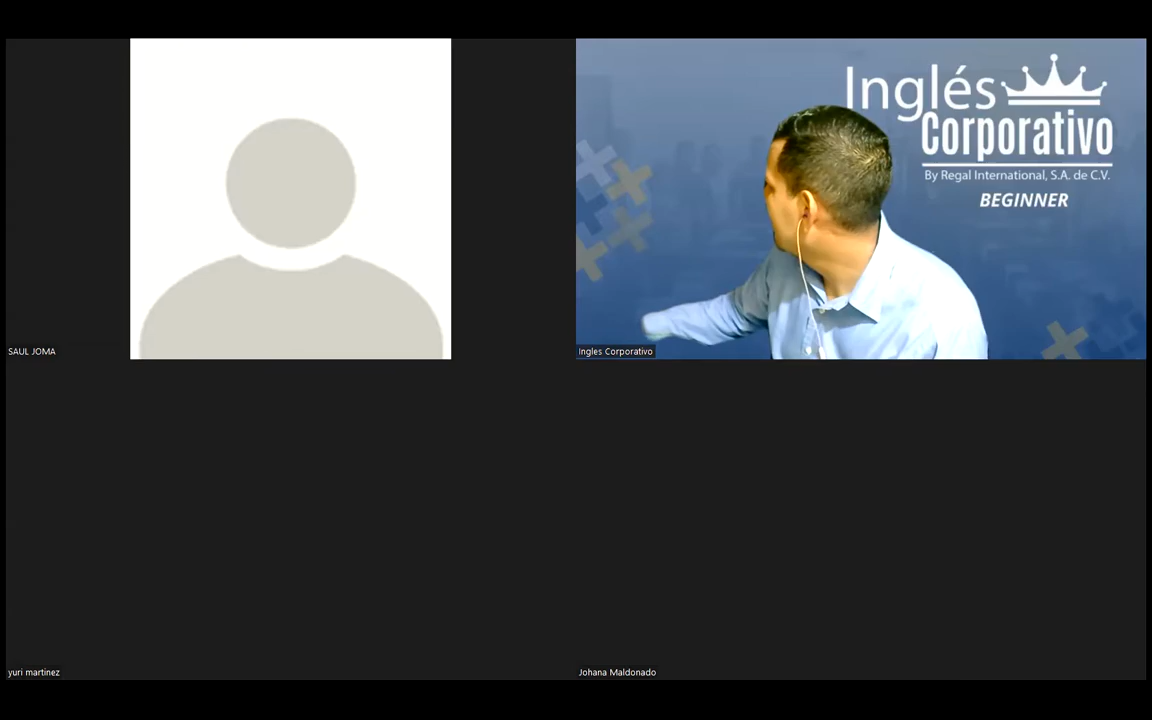 Inglés
Corporativo
By Regal International, S.A. de C.V.
BEGINNER
SAUL JOMA
Ingles Corporativo
yuri martinez
Johana Maldonado